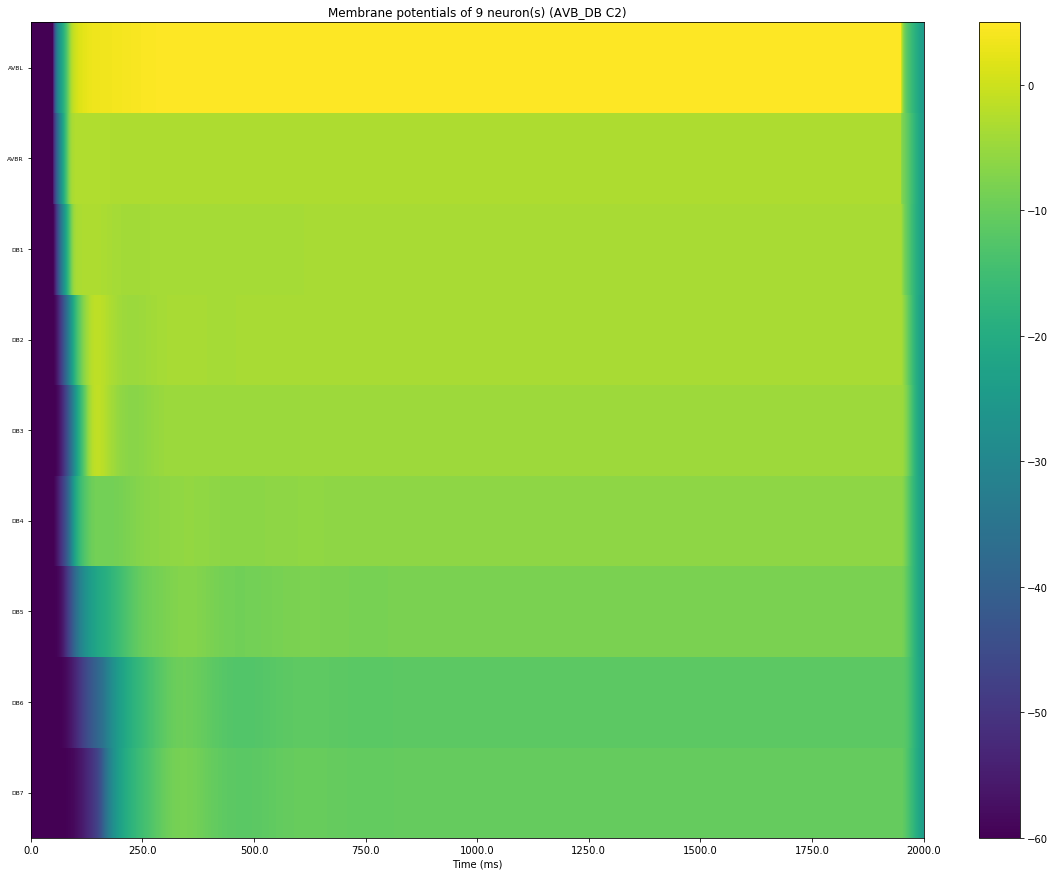 Membrane potentials of 9 neuron(s) (AVB_DB C2)
AVBL
AVBR
DB1
DB2
DB3
DB4
DB5
DB6
DB7
0.0 250.0 500.0 750.0 1000.0 1250.0 1500.0 1750.0 2000.0
Time (ms)
0
−10
−20
−30
−40
−50
−60